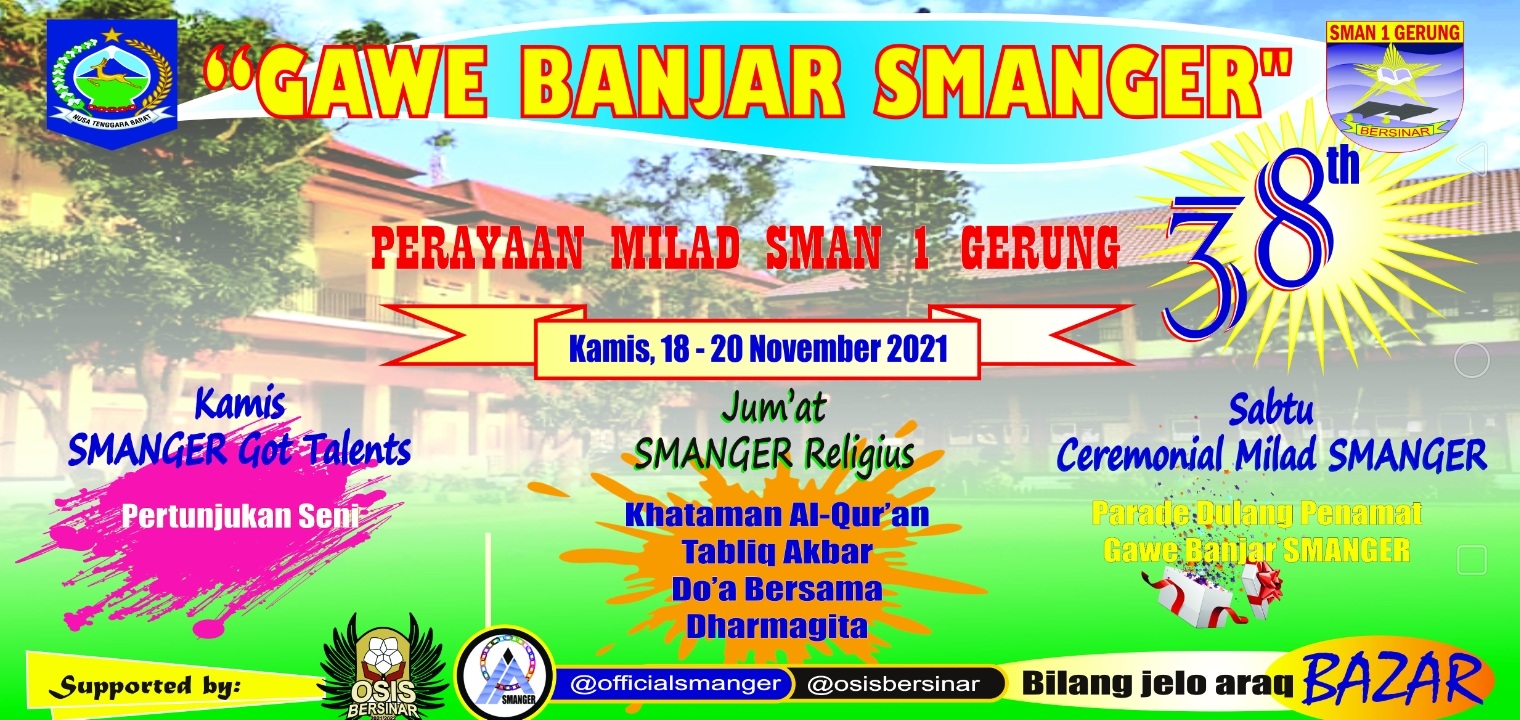 "GAWE BANJAR SMANGER"
NUSA TENGGARA BARAT
SMAN 1 GERUNG
BERSINAR
38th
PERAYAAN MILAD SMAN 1 GERUNG
Kamis, 18 - 20 November 2021
Kamis
SMANGER Got Talents
Pertunjukan Seni
Jum'at
SMANGER Religius
Khataman Al-Qur'an
Tabliq Akbar
Do'a Bersama
Dharmagita
Sabtu
Ceremonial Milad SMANGER
Parade Dulang Penamat
Gawe Banjar SMANGER
Supported by:
OSIS
BERSINAR
SMANGER
@officialsmanger
@osisbersinar
Bilang jelo araq BAZAR